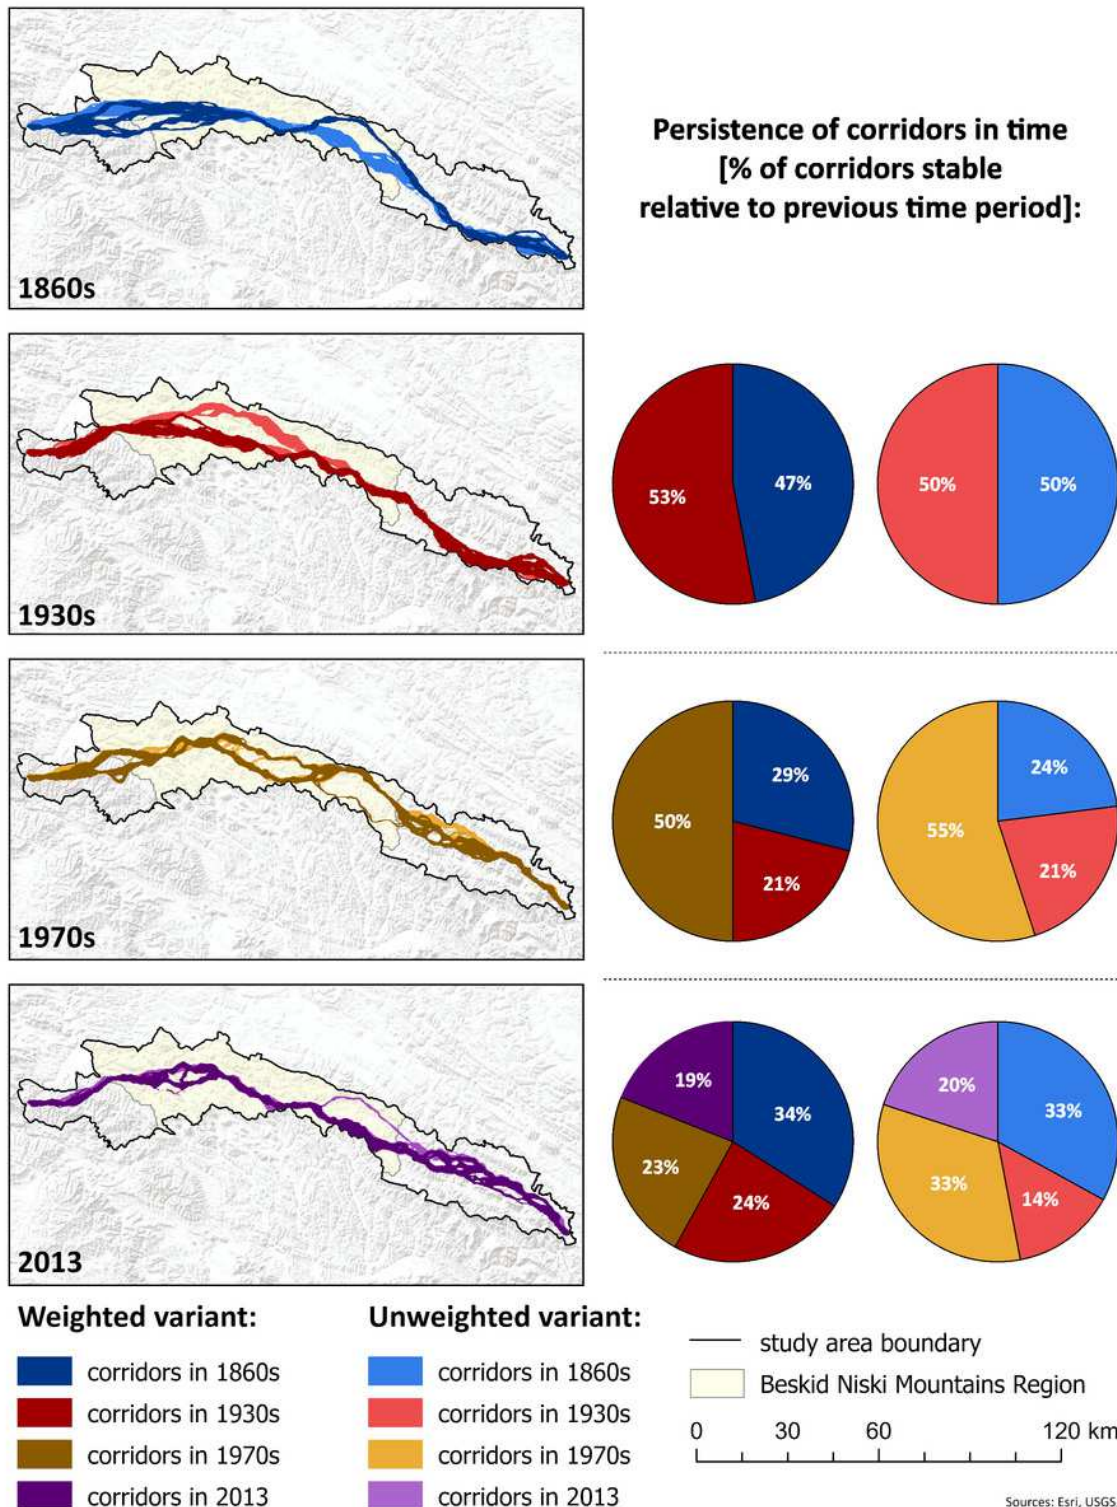 1860s
Persistence of corridors in time
[% of corridors stable
relative to previous time period]:
1930s
53%
47%
50%
50%
1970s
50%
29%
21%
55%
24%
21%
2013
19%
34%
23%
24%
20%
33%
33%
14%
Weighted variant:
corridors in 1860s
corridors in 1930s
corridors in 1970s
corridors in 2013
Unweighted variant:
corridors in 1860s
corridors in 1930s
corridors in 1970s
corridors in 2013
study area boundary
Beskid Niski Mountains Region
0 30 60 120 km
Sources: Esri, USGS